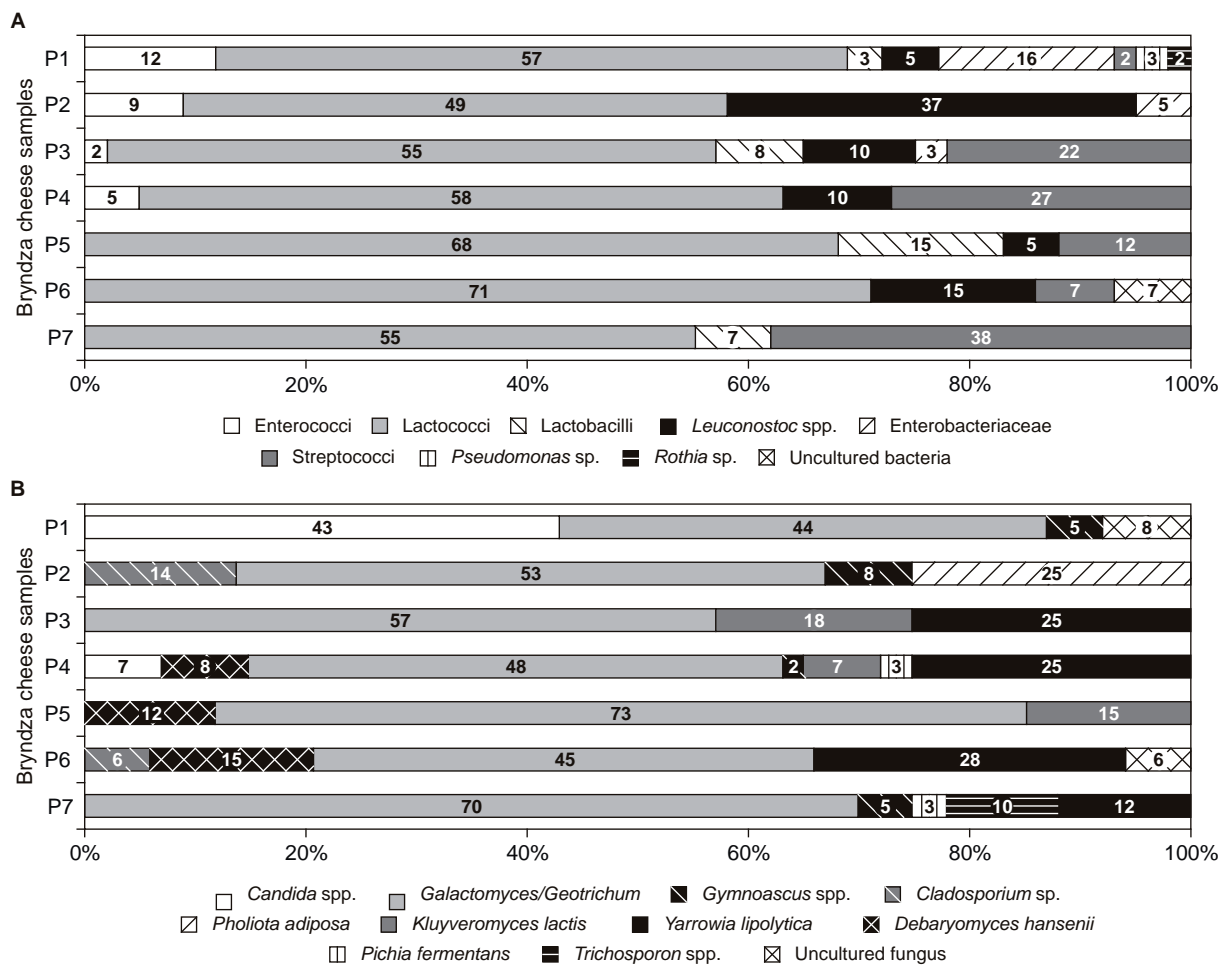 A
Bryndza cheese samples
P1 12 57 3 5 16 2 3 2
P2 9 49 37 5
P3 2 55 8 10 3 22
P4 5 58 10 27
P5 68 15 5 12
P6 71 15 7 7
P7 55 7 38
0% 20% 40% 60% 80% 100%
Enterococci Lactococci Lactobacilli Leuconostoc spp. Enterobacteriaceae
Streptococci Pseudomonas sp. Rothia sp. Uncultured bacteria
B
Bryndza cheese samples
P1 43 44 5 8
P2 14 53 8 25
P3 57 18 25
P4 7 8 48 2 7 3 25
P5 12 73 15
P6 6 15 45 28 6
P7 70 5 3 10 12
0% 20% 40% 60% 80% 100%
Candida spp. Galactomyces/Geotrichum Gymnoascus spp. Cladosporium sp.
Pholiota adiposa Kluyveromyces lactis Yarrowia lipolytica Debaryomyces hansenii
Pichia fermentans Trichosporon spp. Uncultured fungus